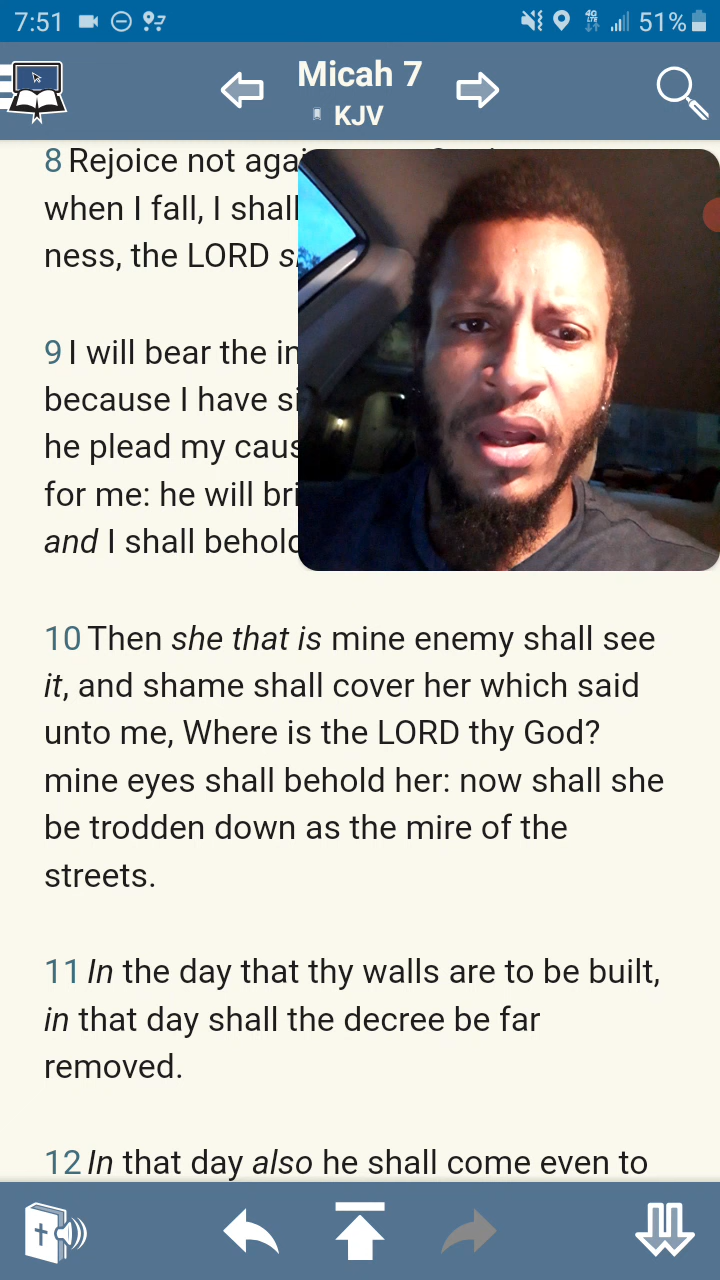 7:51
4G
LTE
51%
Micah 7
KJV
8 Rejoice not agai
when I fall, I shall
ness, the LORD
9 I will bear the in
because I have si
he plead my caus
for me: he will bri
and I shall behold
10 Then she that is mine enemy shall see
it, and shame shall cover her which said
unto me, Where is the LORD thy God?
mine eyes shall behold her: now shall she
be trodden down as the mire of the
streets.
11 In the day that thy walls are to be built,
in that day shall the decree be far
removed.
12 In that day also he shall come even to